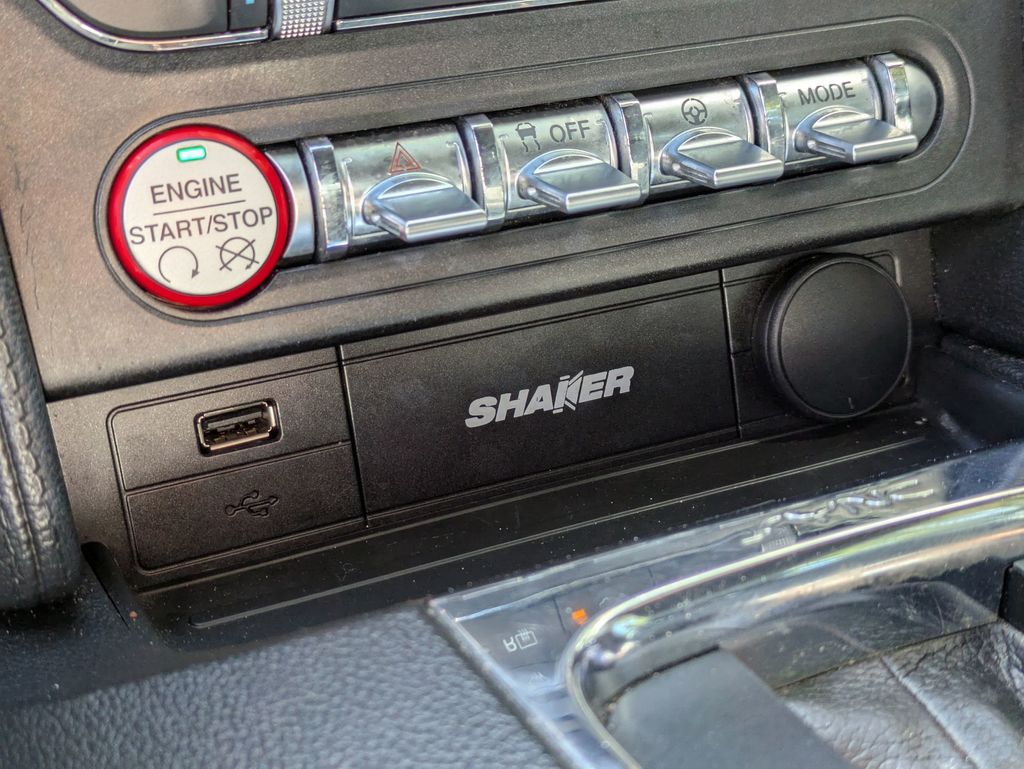 ENGINE
START/STOP
OFF
MODE
SHAKER